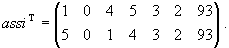 assi^T = (1 0 4 5 3 2 93
5 0 1 4 3 2 93).